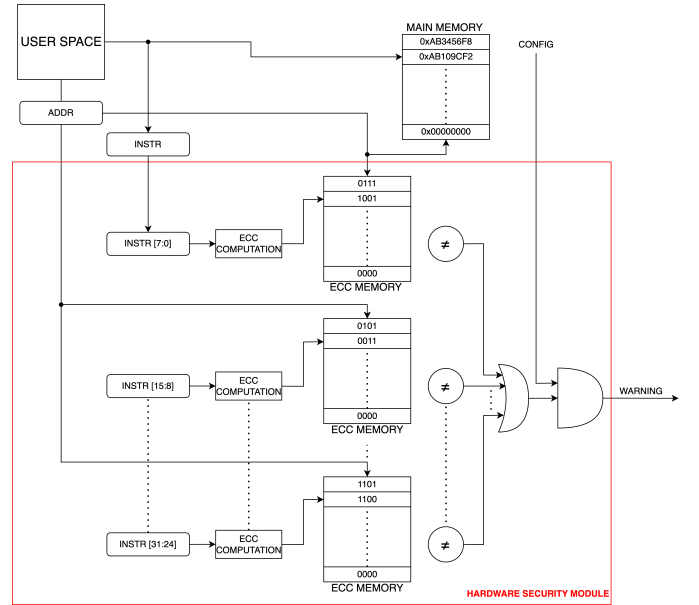 USER SPACE
MAIN MEMORY
0xAB3456F8
0xAB109CF2
0x00000000
CONFIG
ADDR
INSTR
0111
1001
0000
ECC MEMORY
INSTR [7:0]
ECC
COMPUTATION
≠
0101
0011
0000
ECC MEMORY
INSTR [15:8]
ECC
COMPUTATION
≠
WARNING
1101
1100
0000
ECC MEMORY
INSTR [31:24]
ECC
COMPUTATION
≠
HARDWARE SECURITY MODULE